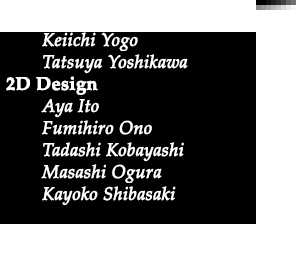 Keiichi Yogo
Tatsuya Yoshikawa
2D Design
Aya Ito
Fumihiro Ono
Tadashi Kobayashi
Masashi Ogura
Kayoko Shibasaki